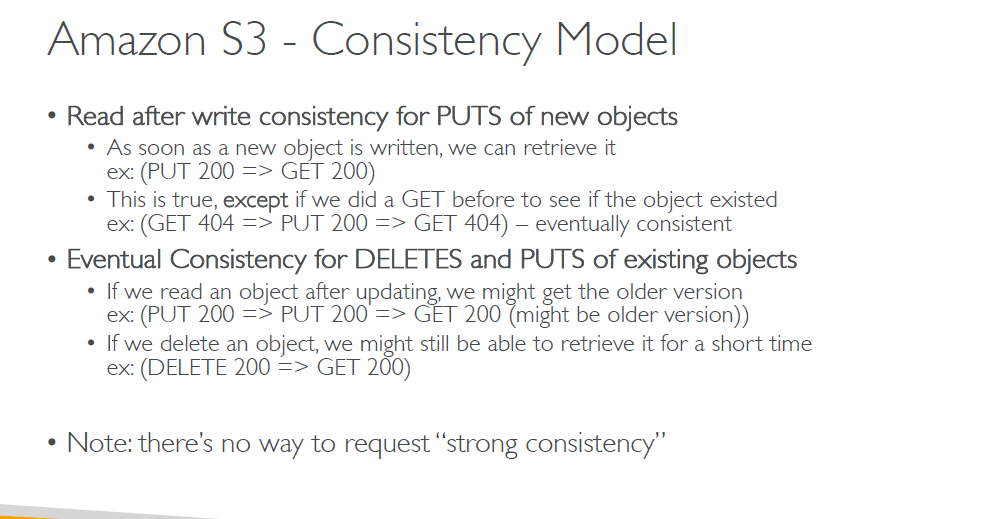 Amazon S3 - Consistency Model
• Read after write consistency for PUTS of new objects
• As soon as a new object is written, we can retrieve it
ex: (PUT 200 => GET 200)
• This is true, except if we did a GET before to see if the object existed
ex: (GET 404 => PUT 200 => GET 404) – eventually consistent
• Eventual Consistency for DELETES and PUTS of existing objects
• If we read an object after updating, we might get the older version
ex: (PUT 200 => PUT 200 => GET 200 (might be older version))
• If we delete an object, we might still be able to retrieve it for a short time
ex: (DELETE 200 => GET 200)
• Note: there’s no way to request “strong consistency”